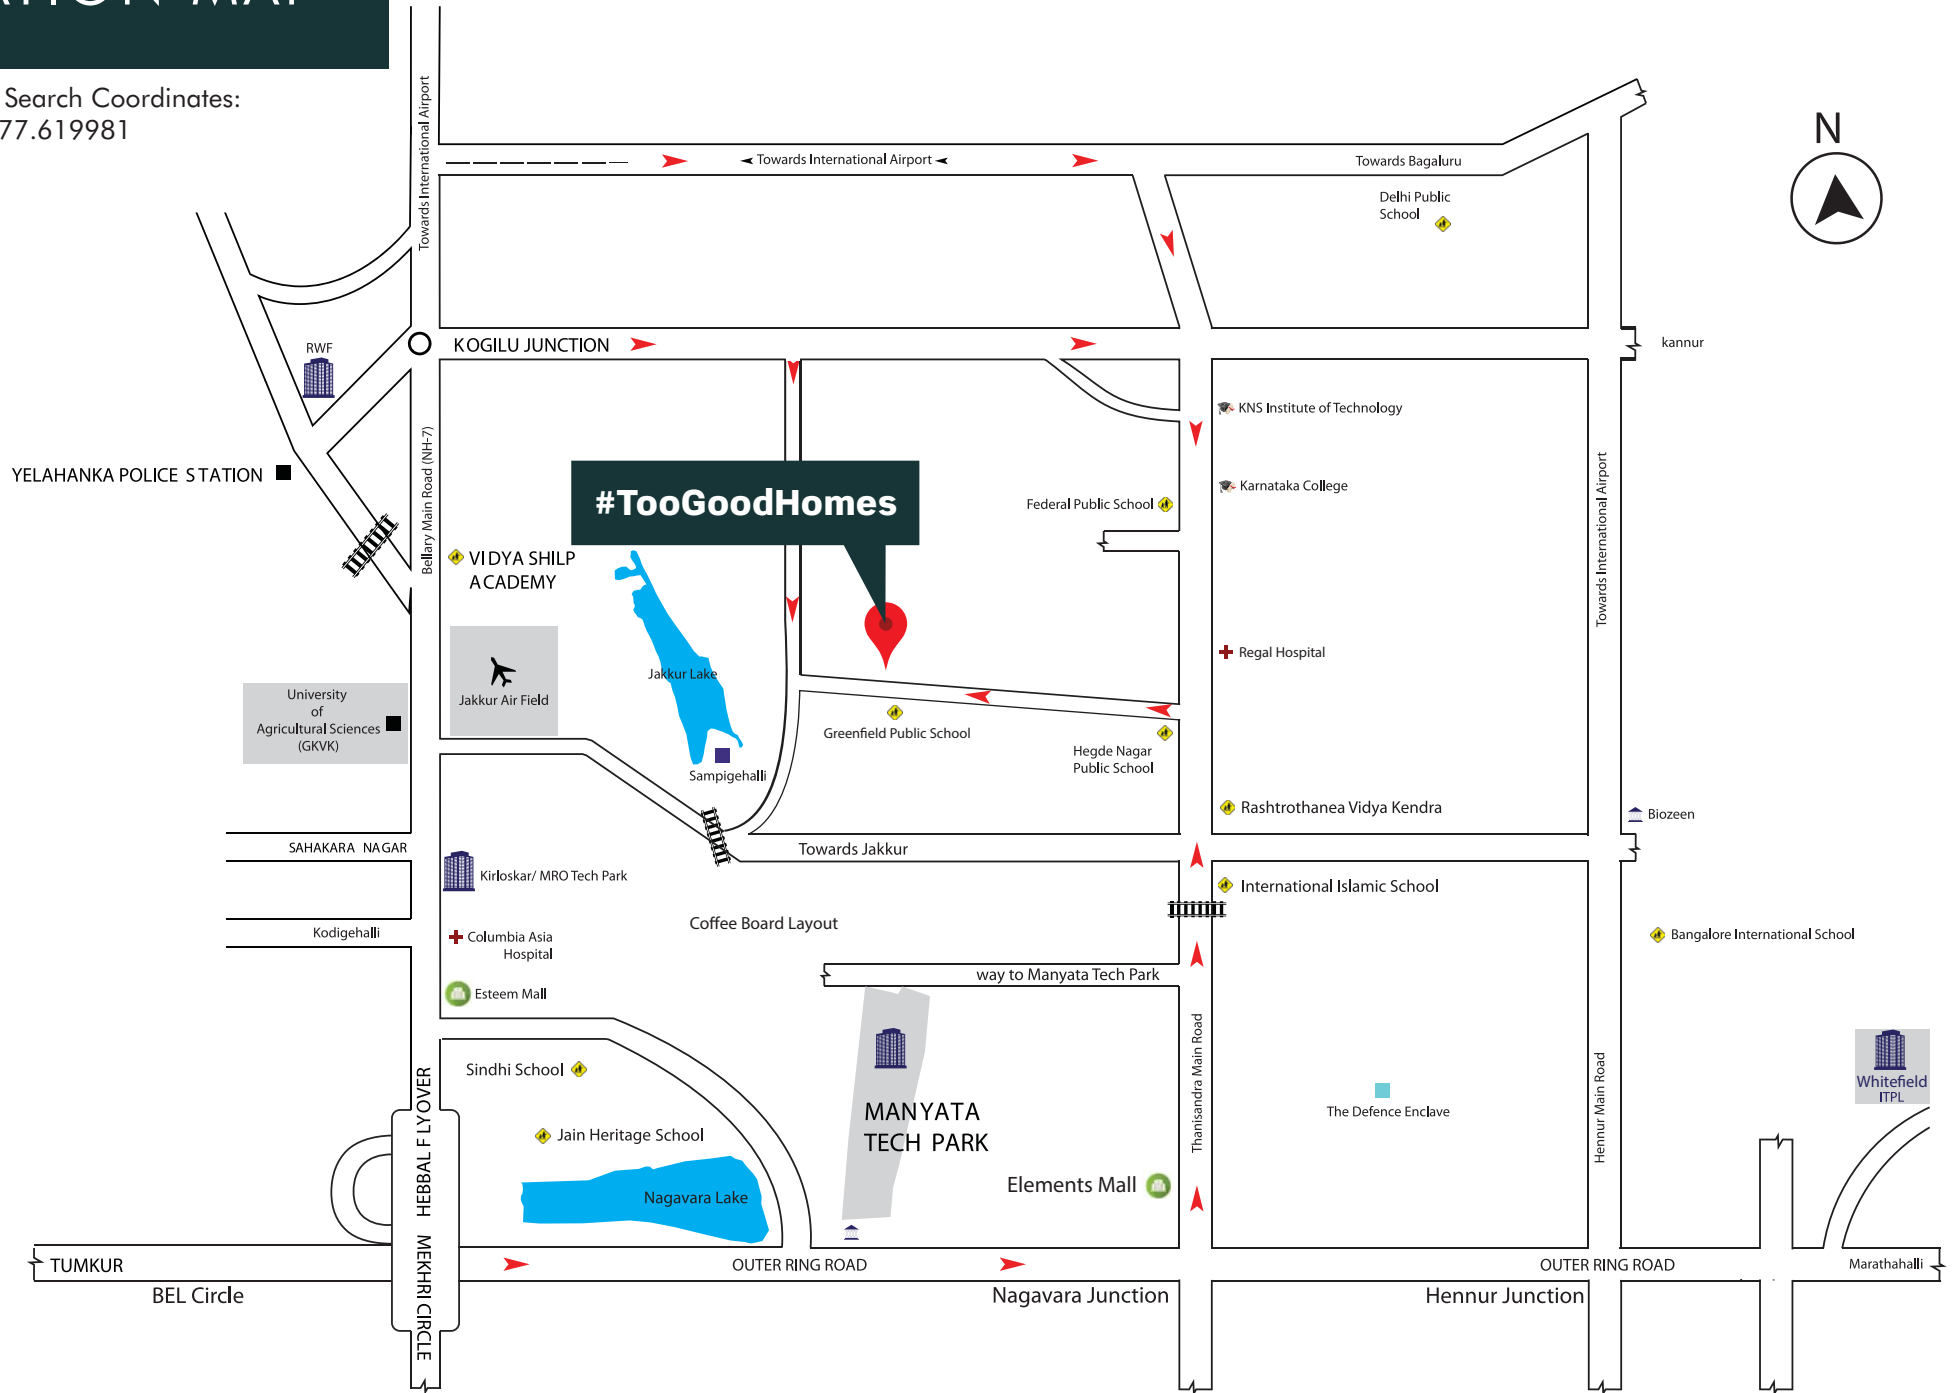 Search Coordinates:
77.619981
N
Towards International Airport
Towards International Airport
Towards Bagaluru
Delhi Public
School
RWF
KOGILU JUNCTION
kannur
KNS Institute of Technology
YELAHANKA POLICE STATION
Bellary Main Road (NH-7)
#TooGoodHomes
Federal Public School
Karnataka College
Towards International Airport
VIDYA SHILP
ACADEMY
Jakkur Lake
Regal Hospital
University
of
Agricultural Sciences
(GKVK)
Jakkur Air Field
Greenfield Public School
Hegde Nagar
Public School
Sampigehalli
Rashtrothanea Vidya Kendra
Biozeen
SAHAKARA NAGAR
Towards Jakkur
Kirloskar/ MRO Tech Park
International Islamic School
Kodigehalli
Columbia Asia
Hospital
Coffee Board Layout
Bangalore International School
way to Manyata Tech Park
Esteem Mall
Thanisandra Main Road
Hennur Main Road
Sindhi School
HEBBAL FLYOVER
MANYATA
TECH PARK
The Defence Enclave
Whitefield
ITPL
Jain Heritage School
Nagavara Lake
Elements Mall
MEKHRI CIRCLE
TUMKUR
OUTER RING ROAD
OUTER RING ROAD
Marathahalli
BEL Circle
Nagavara Junction
Hennur Junction